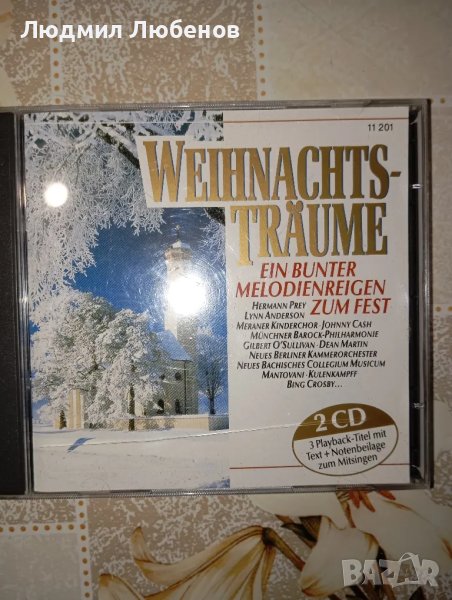 Людмил Любенов
11 201
WEIHNACHTS-
TRÄUME
EIN BUNTER
MELODIENREIGEN
ZUM FEST
HERMANN PREY
LYNN ANDERSON
MERANER KINDERCHOR · JOHNNY CASH
MÜNCHNER BAROCK-PHILHARMONIE
GILBERT O'SULLIVAN · DEAN MARTIN
NEUES BERLINER KAMMERORCHESTER
NEUES BACHISCHES COLLEGIUM MUSICUM
MANTOVANI · KULENKAMPFF
BING CROSBY...
2 CD
3 Playback-Titel mit
Text + Notenbeilage
zum Mitsingen
BAZAR